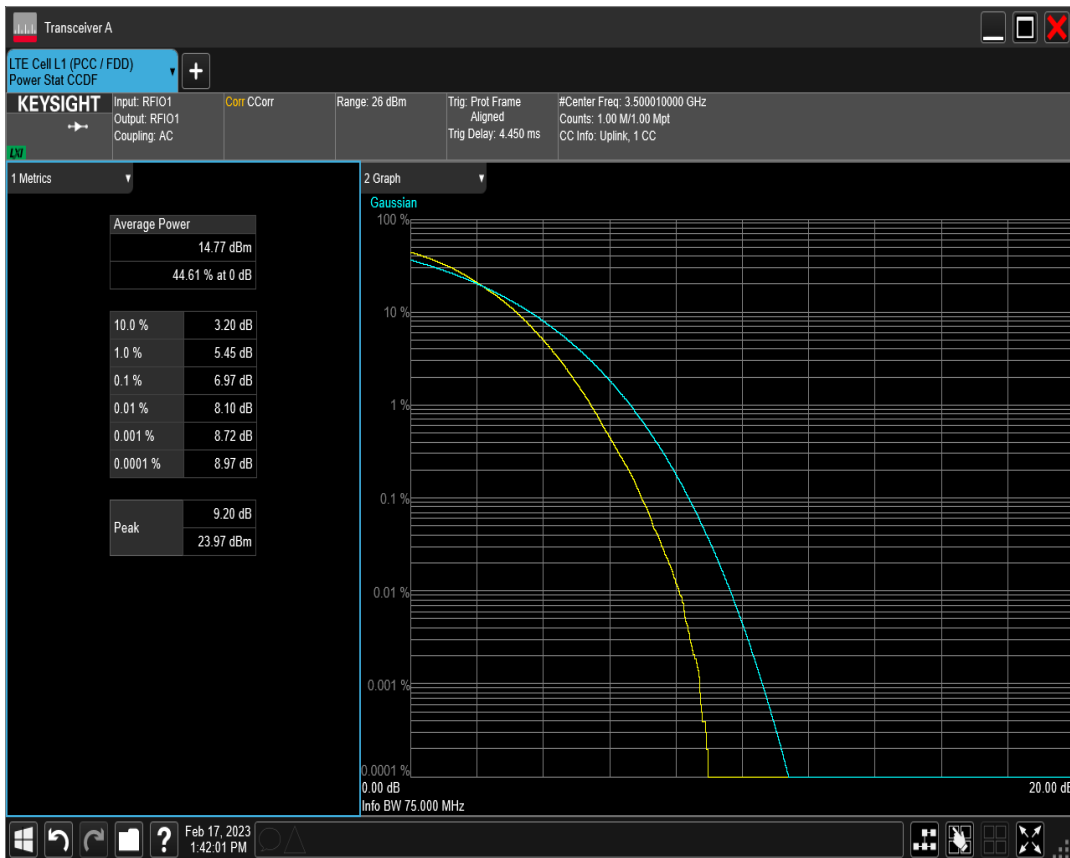 Transceiver A
LTE Cell L1 (PCC / FDD)
Power Stat CCDF
KEYSIGHT
LXI
Input: RFIO1
Output: RFIO1
Coupling: AC
Corr CCorr
Range: 26 dBm
Trig: Prot Frame
Aligned
Trig Delay: 4.450 ms
#Center Freq: 3.500010000 GHz
Counts: 1.00 M/1.00 Mpt
CC Info: Uplink, 1 CC
1 Metrics
Average Power
14.77 dBm
44.61 % at 0 dB
10.0 % 3.20 dB
1.0 % 5.45 dB
0.1 % 6.97 dB
0.01 % 8.10 dB
0.001 % 8.72 dB
0.0001 % 8.97 dB
Peak
9.20 dB
23.97 dBm
2 Graph
Gaussian
100 %
10 %
1 %
0.1 %
0.01 %
0.001 %
0.0001 %
0.00 dB 20.00 dB
Info BW 75.000 MHz
?
Feb 17, 2023
1:42:01 PM